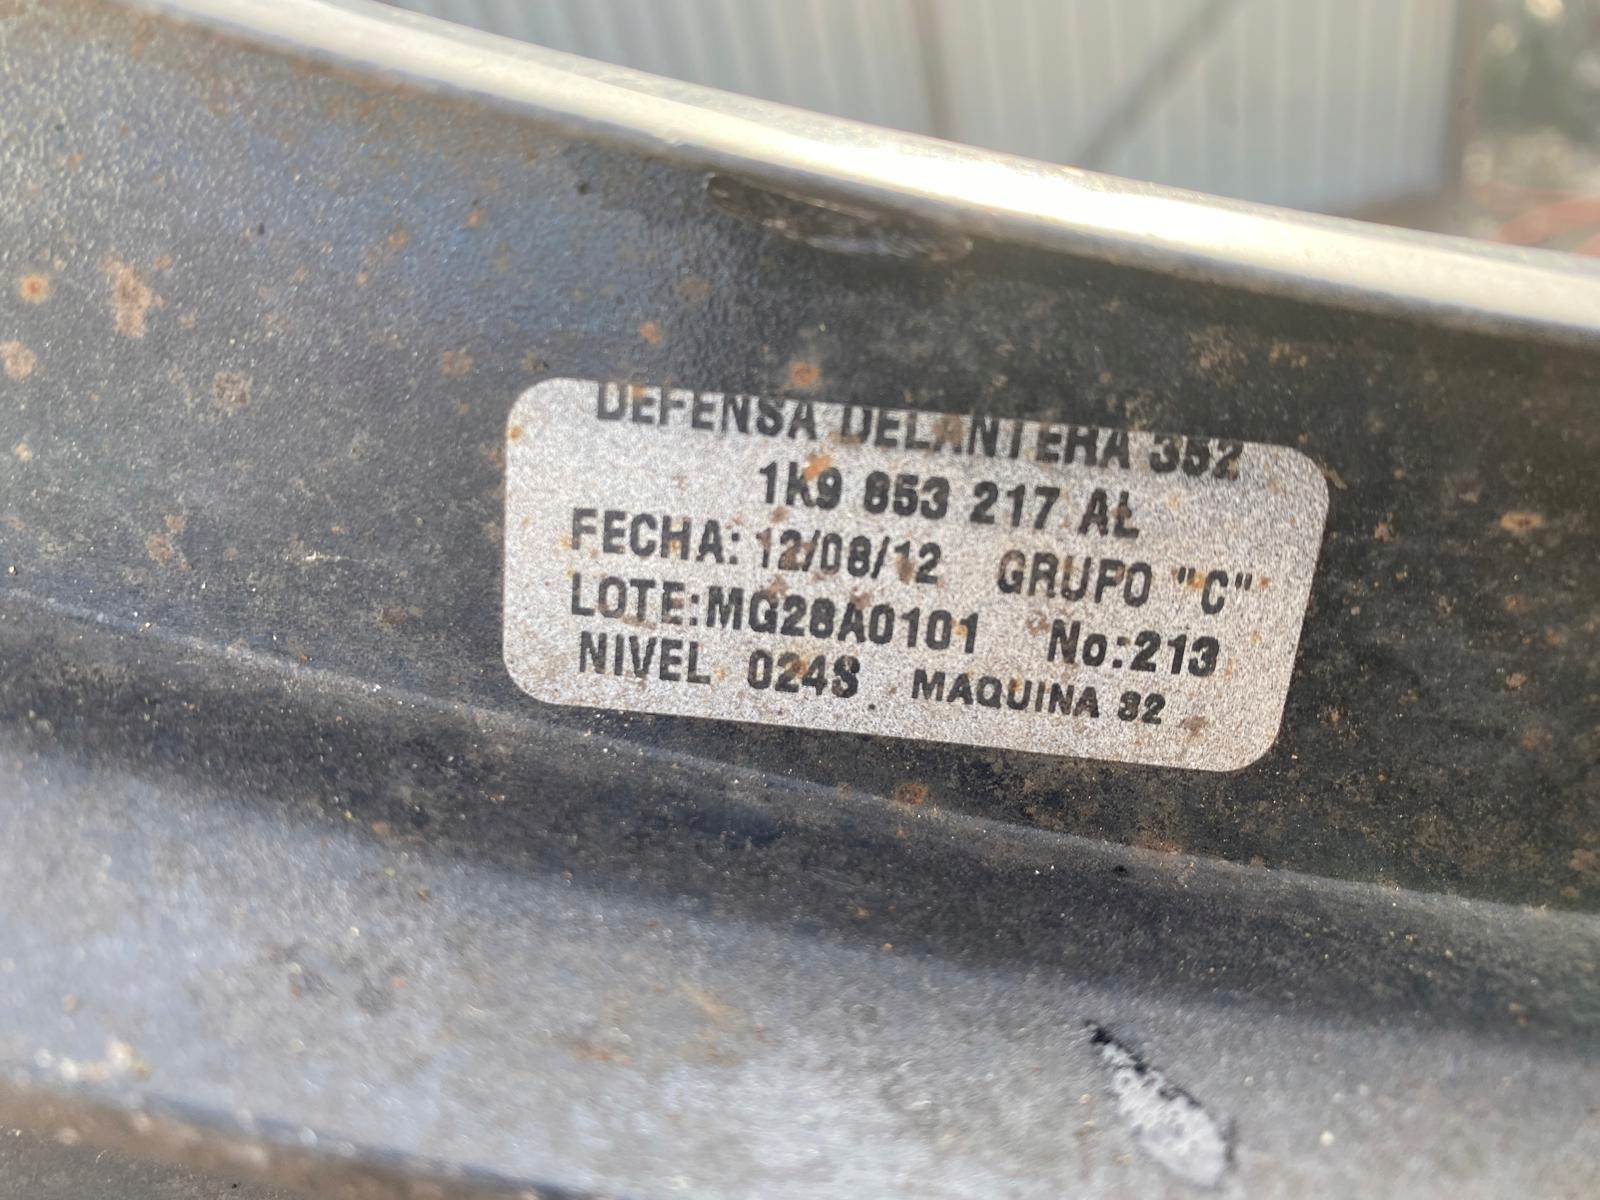 DEFENSA DELANTERA 352
1K9 853 217 AL
FECHA: 12/08/12 GRUPO "C"
LOTE:MG28A0101 No:213
NIVEL 024S MAQUINA 32